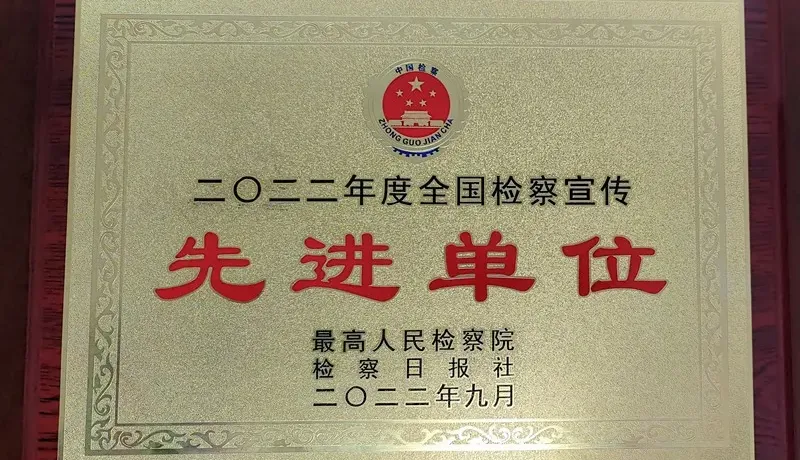 中国检察
ZHONG GUO JIAN CHA
二〇二二年度全国检察宣传
先进单位
最高人民检察院
检察日报社
二〇二二年九月